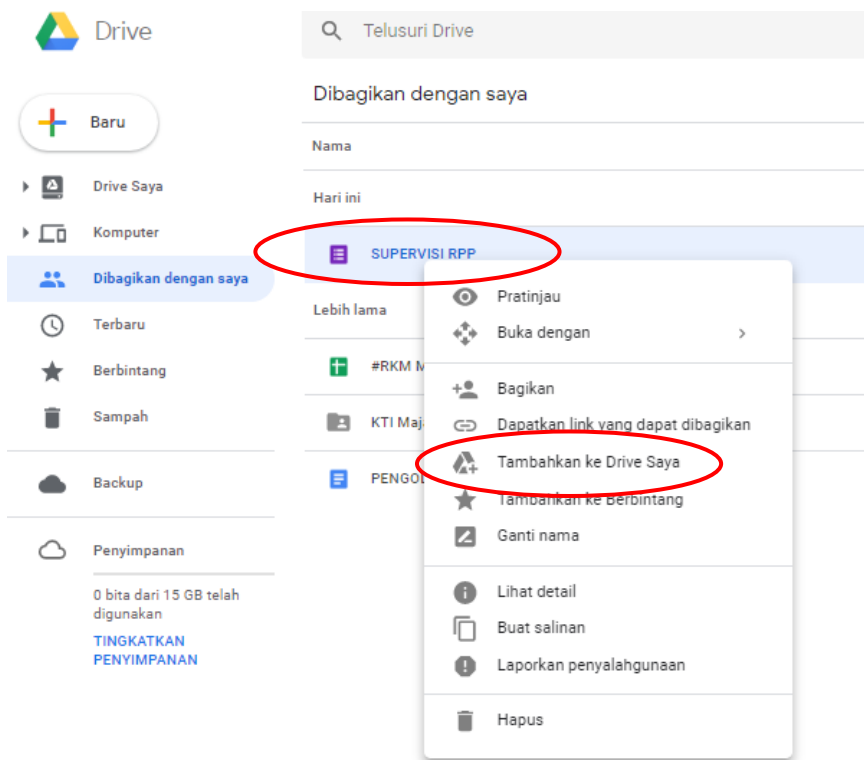 Drive
Telusuri Drive
Baru
Drive Saya
Komputer
Dibagikan dengan saya
Terbaru
Berbintang
Sampah
Backup
Penyimpanan
0 bita dari 15 GB telah
digunakan
TINGKATKAN
PENYIMPANAN
Dibagikan dengan saya
Nama
Hari ini
SUPERVISI RPP
Lebih lama
#RKM M
KTI Maj
PENGOL
Pratinjau
Buka dengan
Bagikan
Dapatkan link yang dapat dibagikan
Tambahkan ke Drive Saya
Tambahkan ke Berbintang
Ganti nama
Lihat detail
Buat salinan
Laporkan penyalahgunaan
Hapus